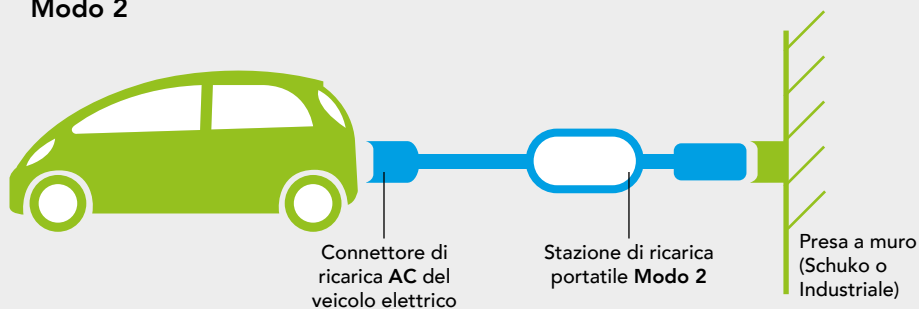 Modo 2
Connettore di
ricarica AC del
veicolo elettrico
Stazione di ricarica
portatile Modo 2
Presa a muro
(Schuko o
Industriale)